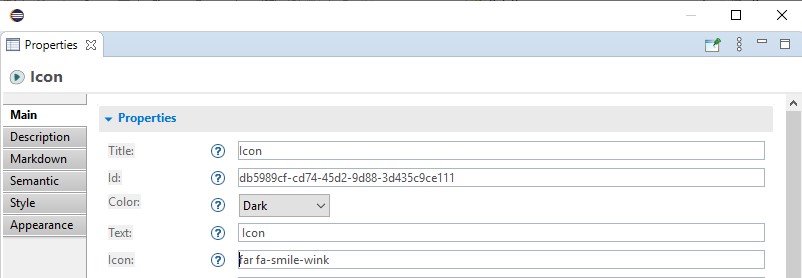 Properties
Icon
Main
Description
Markdown
Semantic
Style
Appearance
Properties
Title: Icon
Id: db5989cf-cd74-45d2-9d88-3d435c9ce111
Color: Dark
Text: Icon
Icon: far fa-smile-wink